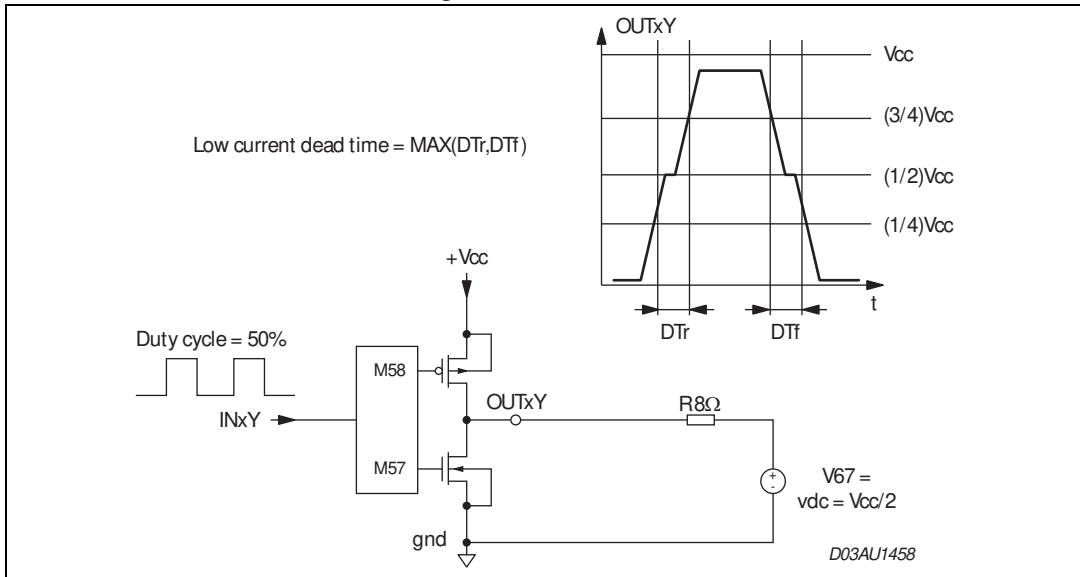 OUTxY
Vcc
(3/4)Vcc
Low current dead time = MAX(DTr,DTf)
(1/2)Vcc
(1/4)Vcc
+Vcc
t
DTr
DTf
Duty cycle = 50%
M58
OUTxY
R8Ω
INxY
M57
+
-
V67 =
vdc = Vcc/2
gnd
D03AU1458